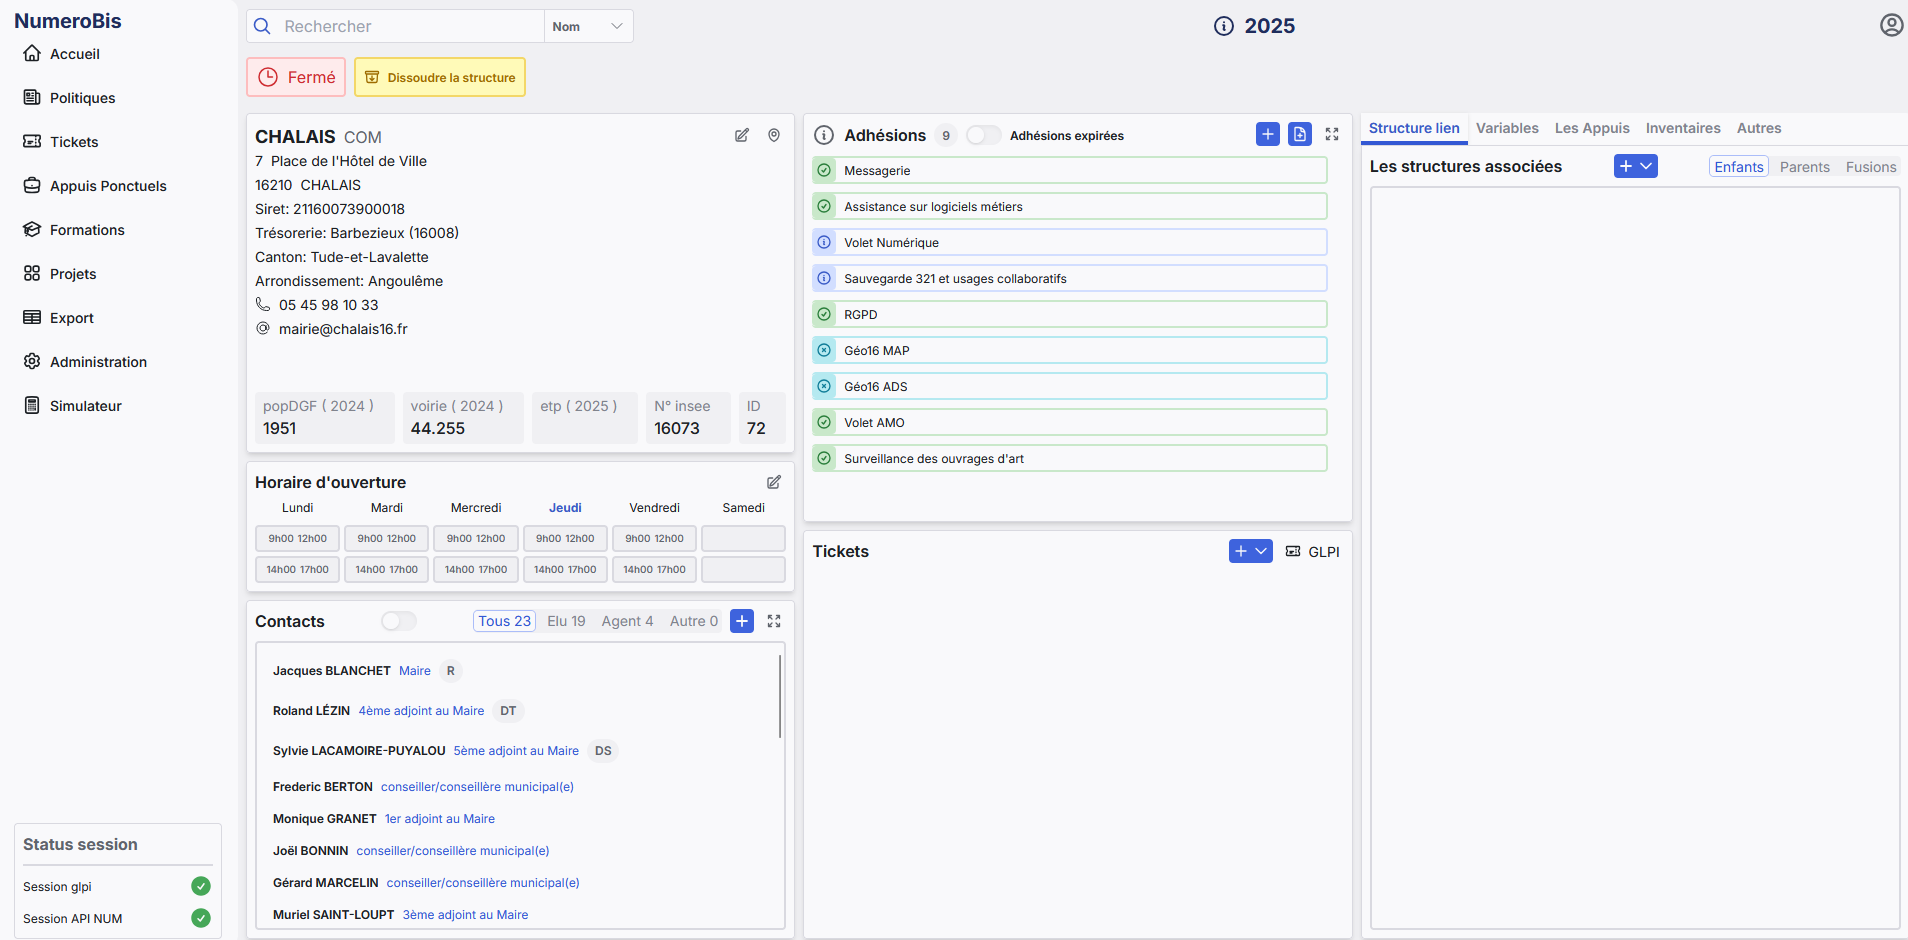 NumeroBis
Accueil
Politiques
Tickets
Appuis Ponctuels
Formations
Projets
Export
Administration
Simulateur
Status session
Session glpi
Session API NUM
Rechercher
Nom
2025
Fermé
Dissoudre la structure
CHALAIS COM
7 Place de l'Hôtel de Ville
16210 CHALAIS
Siret: 21160073900018
Trésorerie: Barbezieux (16008)
Canton: Tude-et-Lavalette
Arrondissement: Angoulême
05 45 98 10 33
mairie@chalais16.fr
popDGF ( 2024 )
1951
voirie ( 2024 )
44.255
etp ( 2025 )
N° insee
16073
ID
72
Horaire d'ouverture
Lundi Mardi Mercredi Jeudi Vendredi Samedi
9h00 12h00 9h00 12h00 9h00 12h00 9h00 12h00 9h00 12h00
14h00 17h00 14h00 17h00 14h00 17h00 14h00 17h00 14h00 17h00
Contacts
Tous 23 Elu 19 Agent 4 Autre 0
Jacques BLANCHET Maire R
Roland LÉZIN 4ème adjoint au Maire DT
Sylvie LACAMOIRE-PUYALOU 5ème adjoint au Maire DS
Frederic BERTON conseiller/conseillère municipal(e)
Monique GRANET 1er adjoint au Maire
Joël BONNIN conseiller/conseillère municipal(e)
Gérard MARCELIN conseiller/conseillère municipal(e)
Muriel SAINT-LOUPT 3ème adjoint au Maire
Adhésions 9 Adhésions expirées
Messagerie
Assistance sur logiciels métiers
Volet Numérique
Sauvegarde 321 et usages collaboratifs
RGPD
Géo16 MAP
Géo16 ADS
Volet AMO
Surveillance des ouvrages d'art
Tickets
GLPI
Structure lien Variables Les Appuis Inventaires Autres
Les structures associées
Enfants Parents Fusions